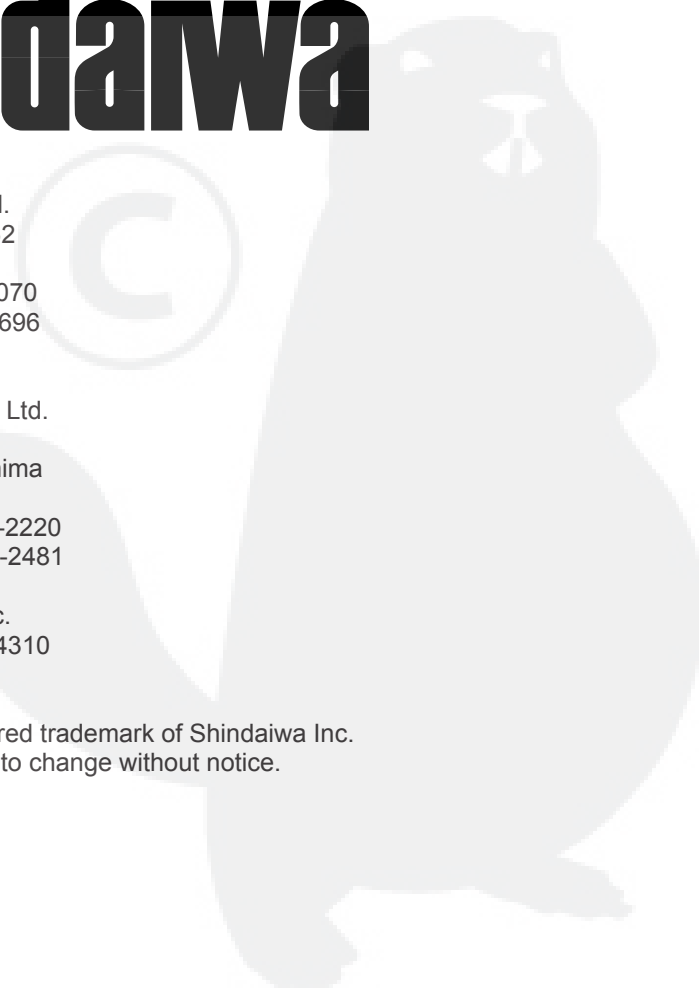 daiwa
©
d.
2
070
696
Ltd.
ima
-2220
-2481
c.
4310
red trademark of Shindaiwa Inc.
to change without notice.